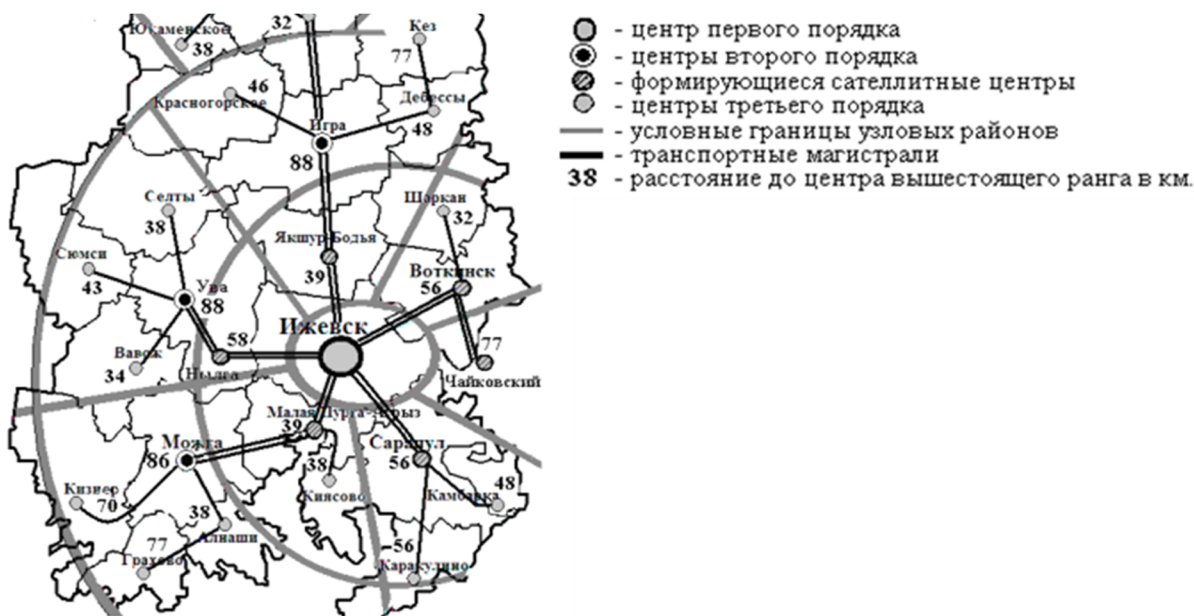 32
Юкаменское
38
Кез
77
46
Красногорское
Дебессы
48
Игра
88
Селты
38
Шаркан
32
Якшур-Бодья
39
Сюмси
43
Воткинск
56
Ува
88
Ижевск
58
77
Вавож
34
Нылга
Чайковский
Малая Пурга-Агрыз
39
Можга
86
Сарапул
56
38
Киясово
Камбарка
48
Кизнер
70
38
Алнаши
77
Грахово
56
Каракулино
- центр первого порядка
- центры второго порядка
- формирующиеся сателлитные центры
- центры третьего порядка
- условные границы узловых районов
- транспортные магистрали
38 - расстояние до центра вышестоящего ранга в км.